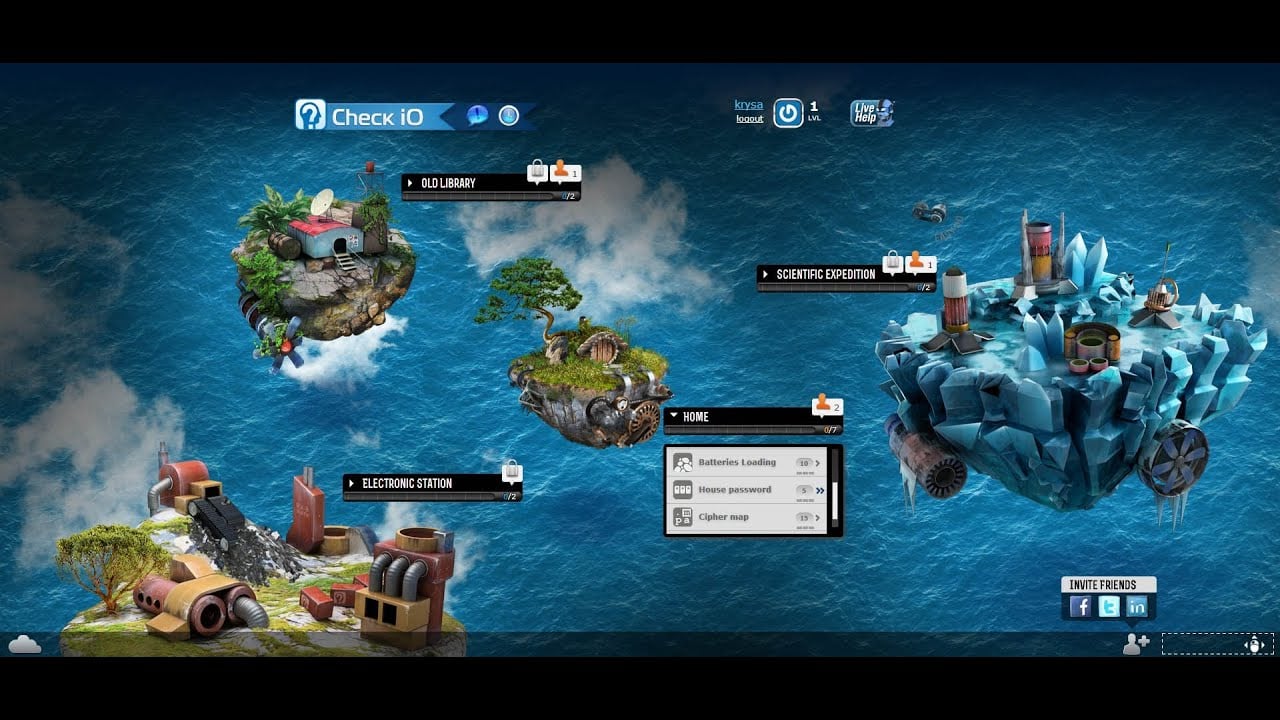 Check iO
krysa
logout
1
LVL
Live
Help
1
OLD LIBRARY
0/2
1
SCIENTIFIC EXPEDITION
0/2
2
HOME
0/7
Batteries Loading
10
House password
5
Cipher map
15
ELECTRONIC STATION
0/2
INVITE FRIENDS
f
t
in